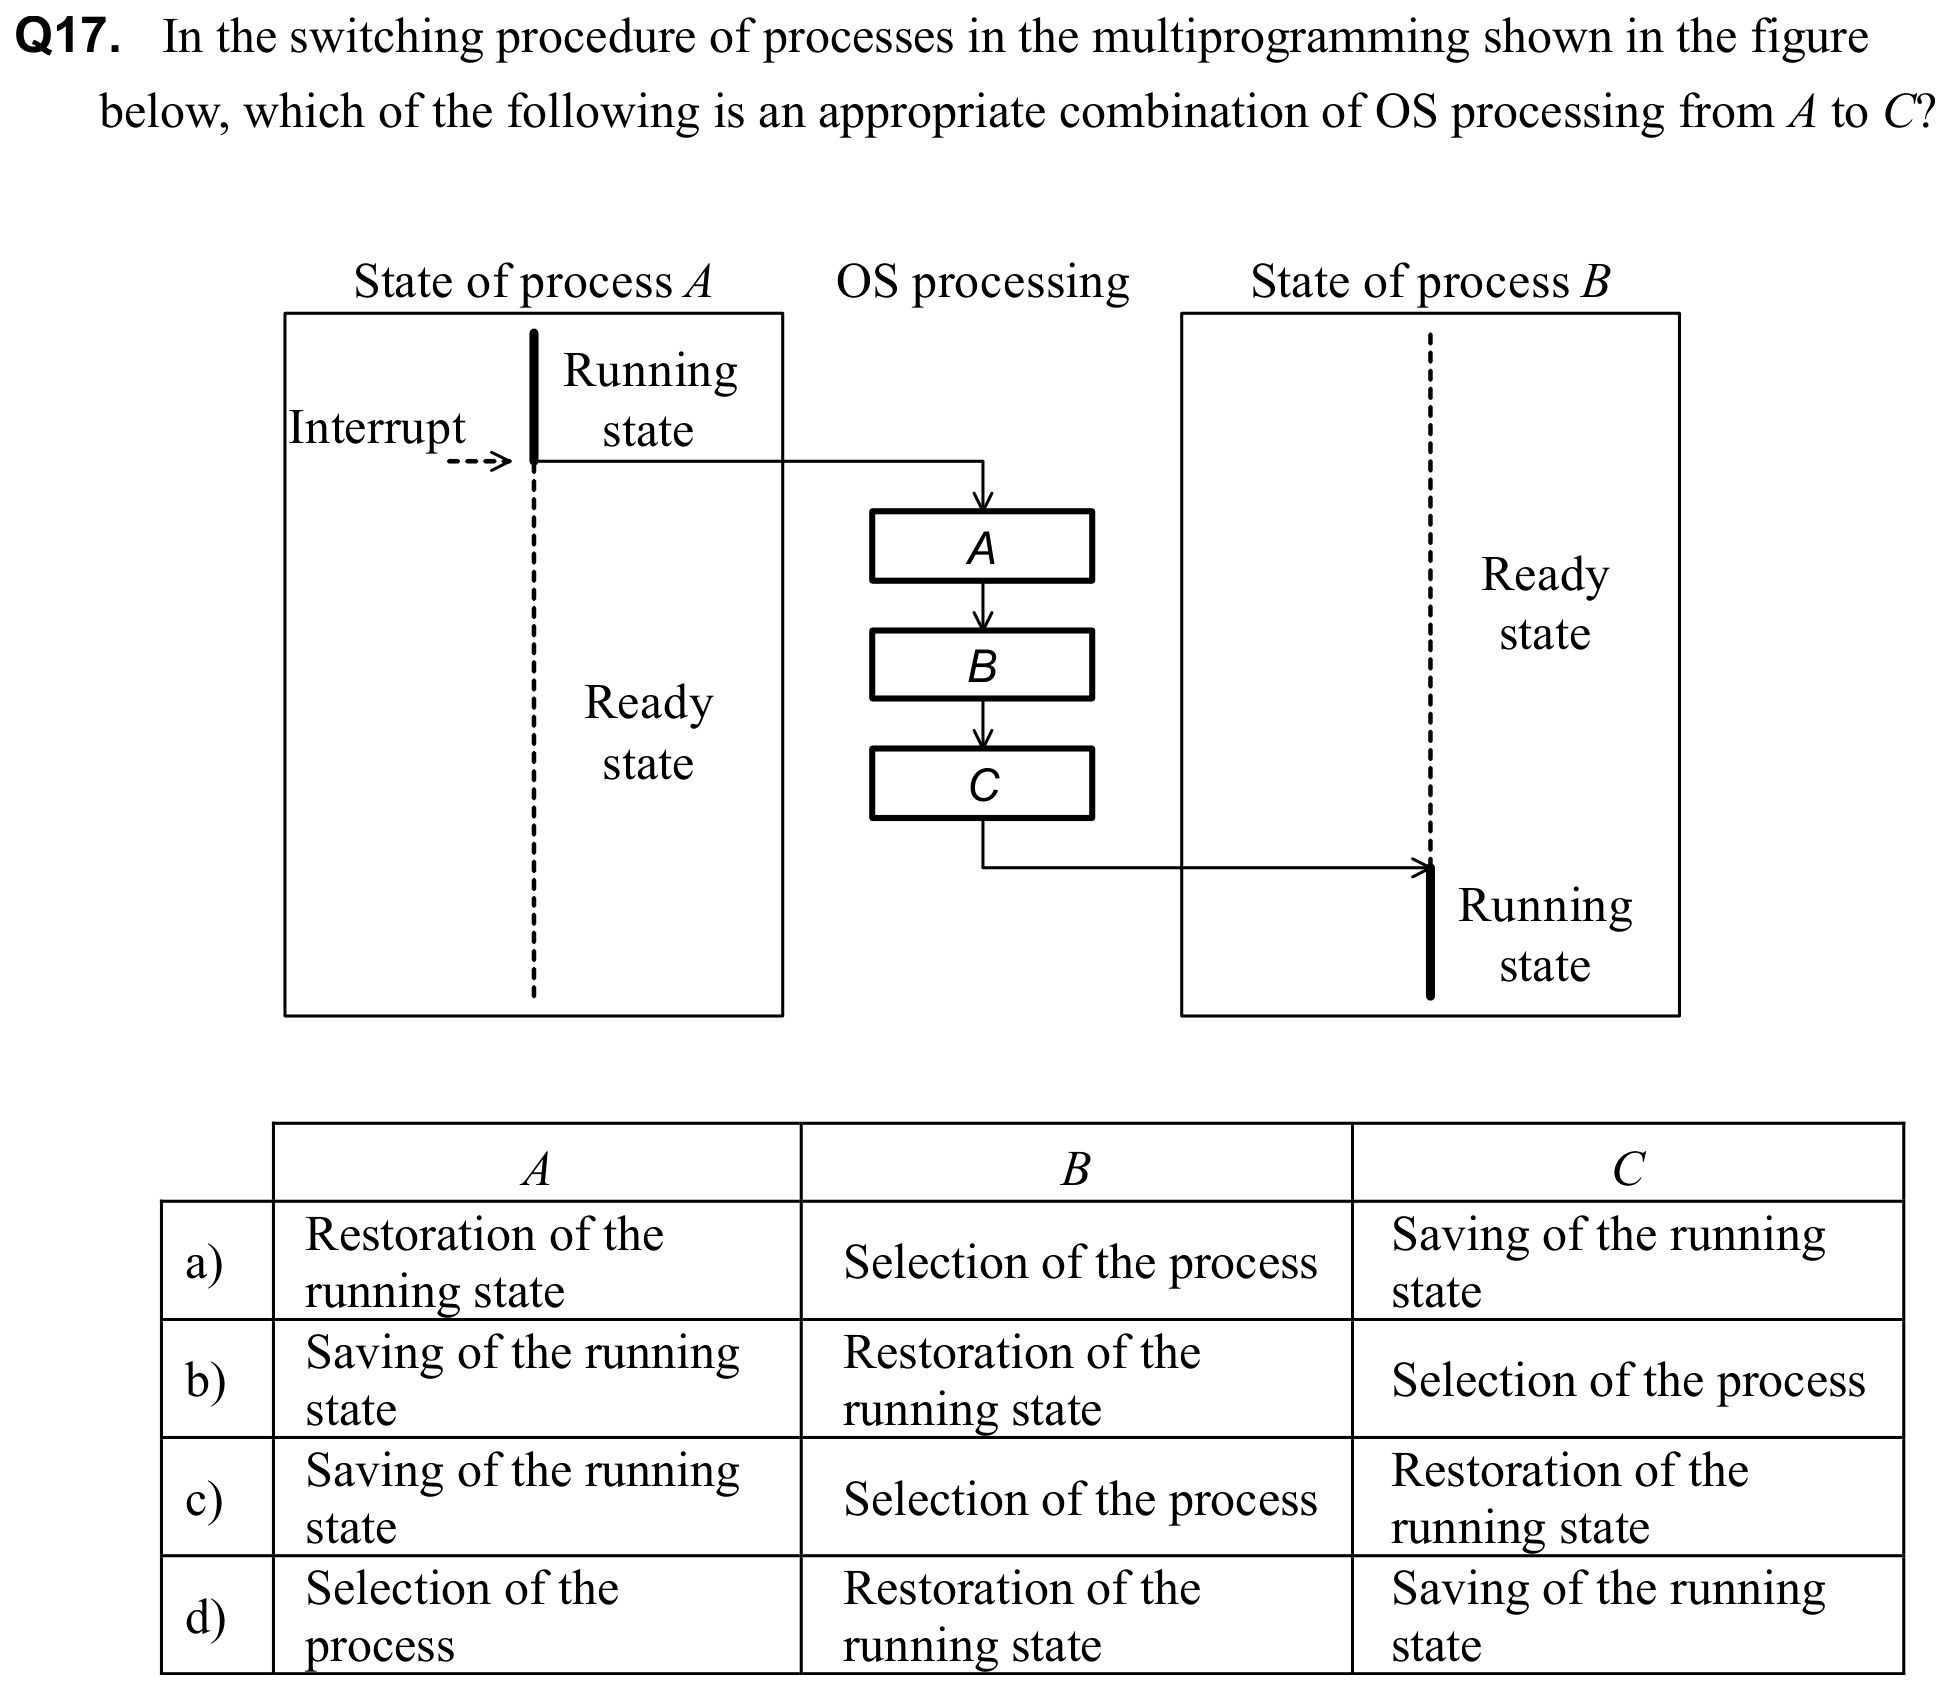 Q17. In the switching procedure of processes in the multiprogramming shown in the figure
below, which of the following is an appropriate combination of OS processing from A to C?
State of process A
OS processing
State of process B
Running
state
Interrupt
A
B
C
Ready
state
Ready
state
Running
state
A
B
C
a)
Restoration of the
running state
Selection of the process
Saving of the running
state
b)
Saving of the running
state
Restoration of the
running state
Selection of the process
c)
Saving of the running
state
Selection of the process
Restoration of the
running state
d)
Selection of the
process
Restoration of the
running state
Saving of the running
state